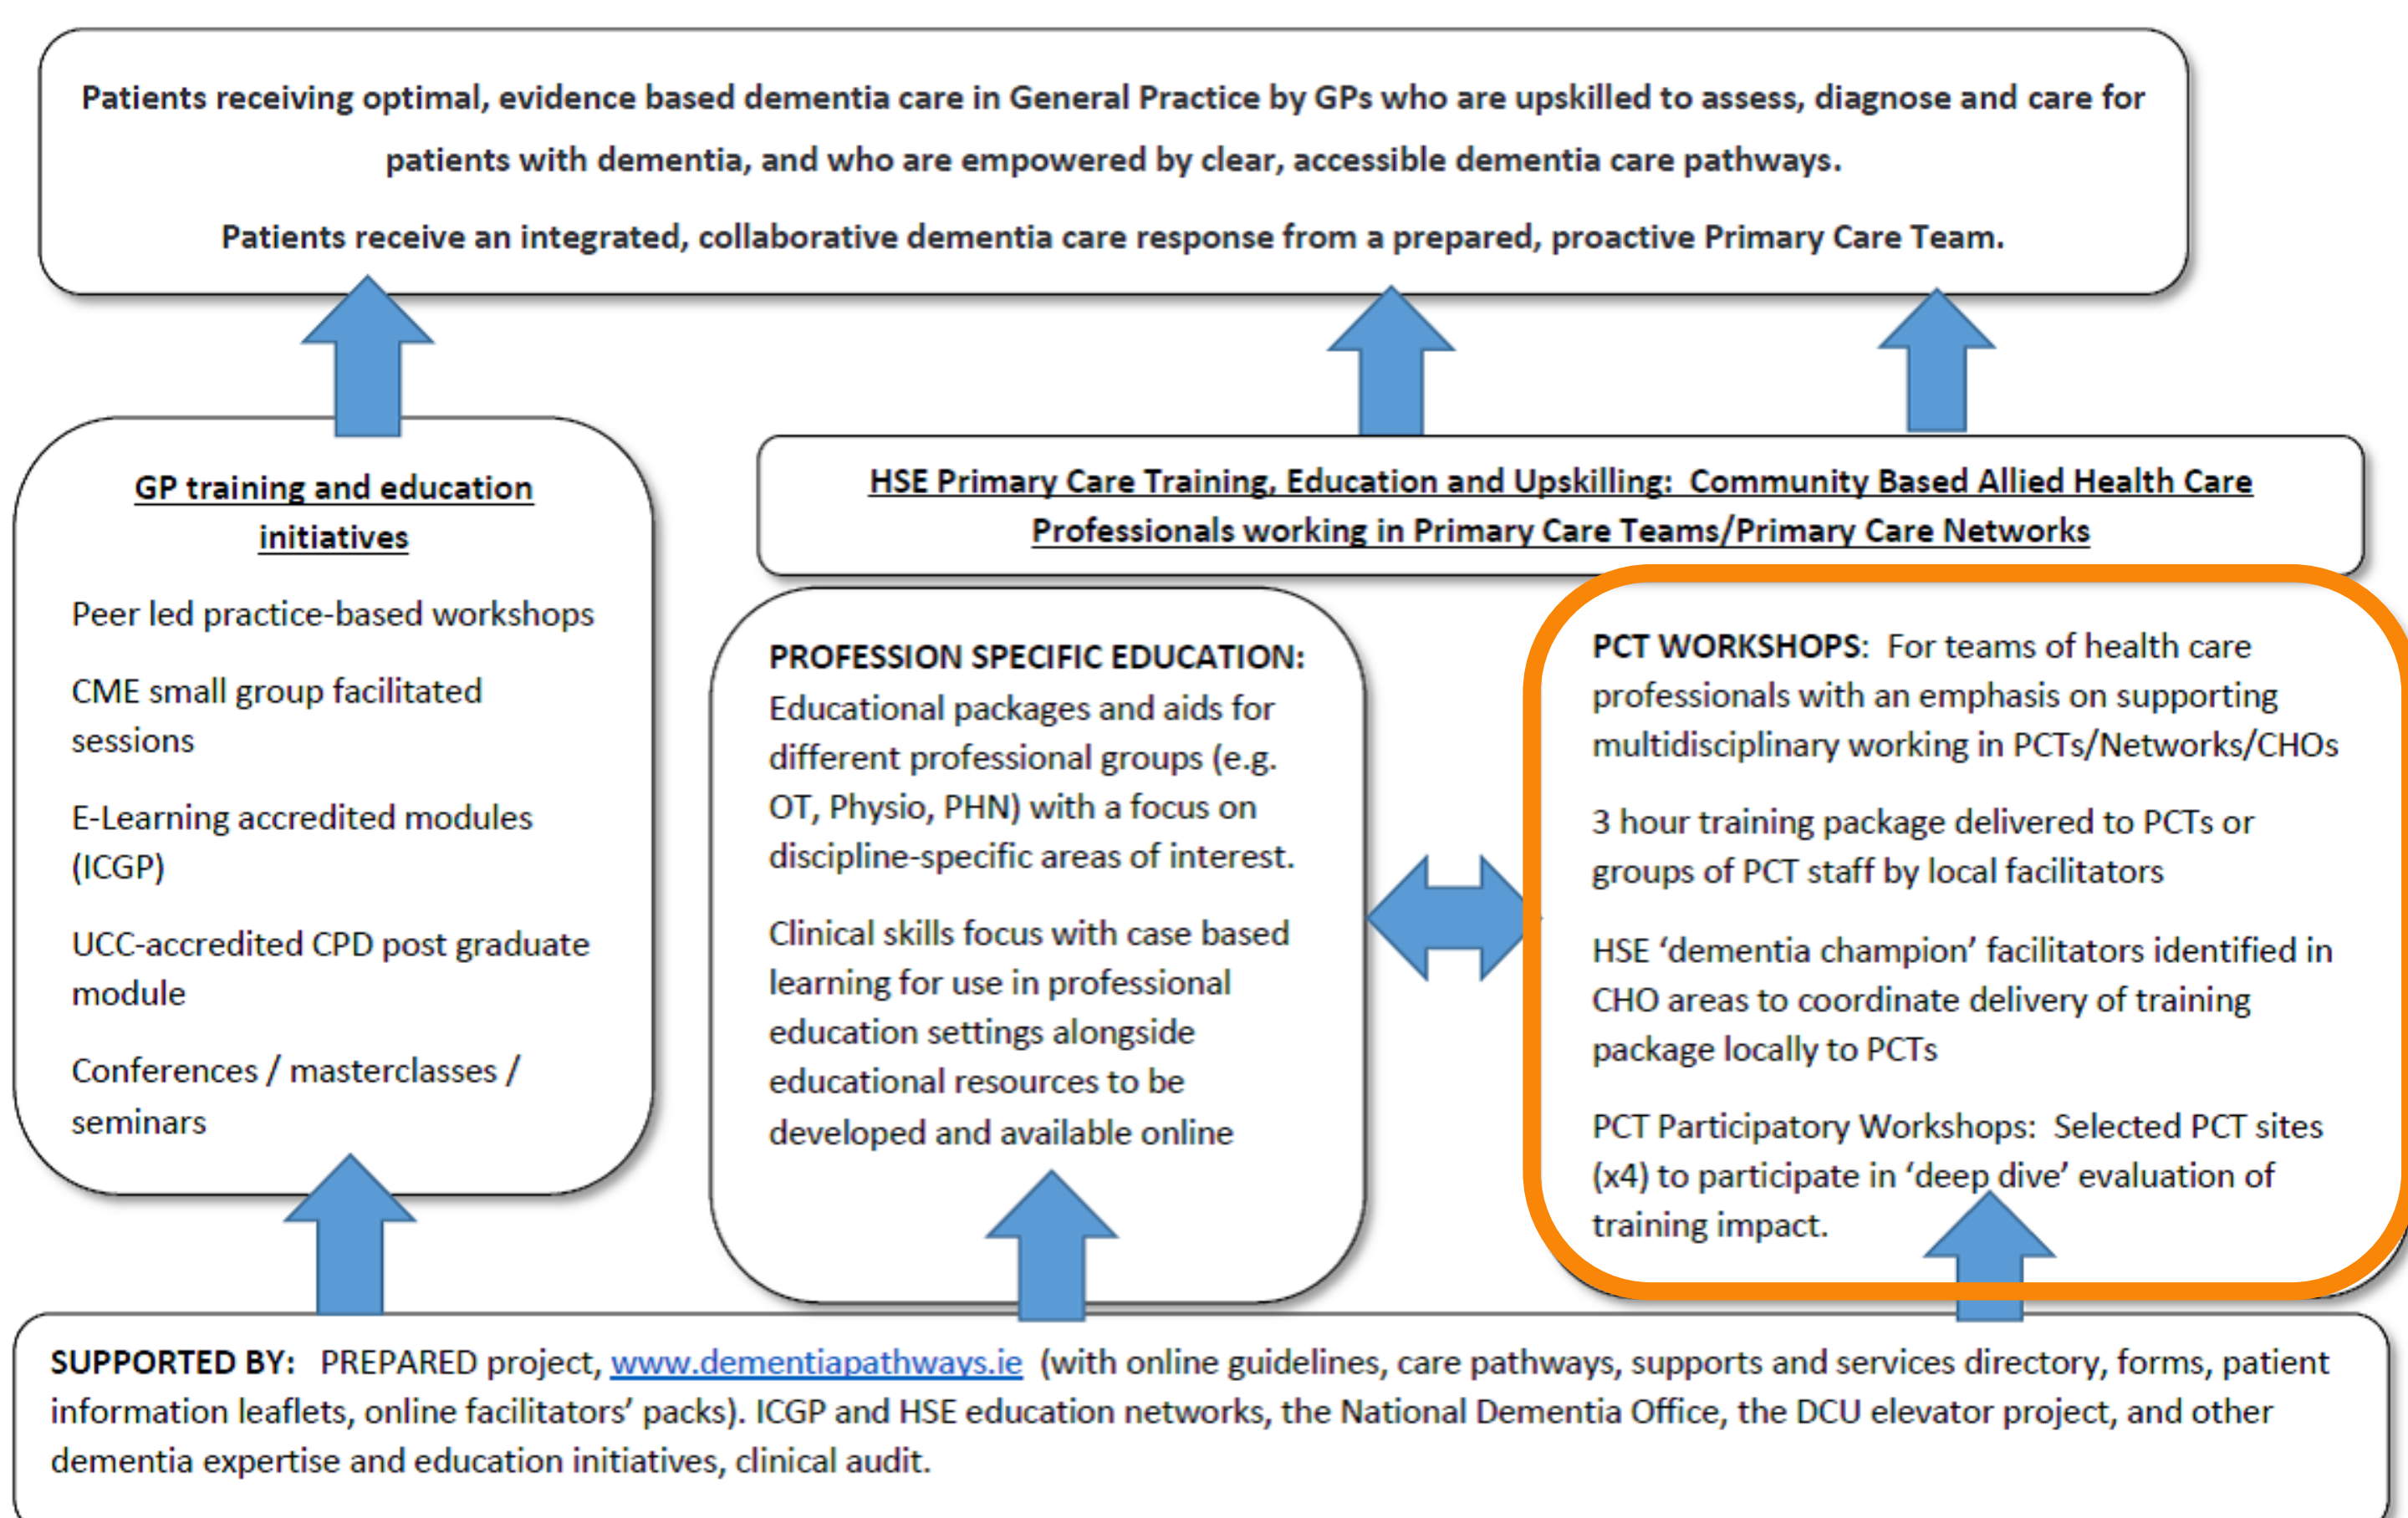 Patients receiving optimal, evidence based dementia care in General Practice by GPs who are upskilled to assess, diagnose and care for
patients with dementia, and who are empowered by clear, accessible dementia care pathways.
Patients receive an integrated, collaborative dementia care response from a prepared, proactive Primary Care Team.
GP training and education
initiatives
Peer led practice-based workshops
CME small group facilitated
sessions
E-Learning accredited modules
(ICGP)
UCC-accredited CPD post graduate
module
Conferences / masterclasses /
seminars
HSE Primary Care Training, Education and Upskilling: Community Based Allied Health Care
Professionals working in Primary Care Teams/Primary Care Networks
PROFESSION SPECIFIC EDUCATION:
Educational packages and aids for
different professional groups (e.g.
OT, Physio, PHN) with a focus on
discipline-specific areas of interest.
Clinical skills focus with case based
learning for use in professional
education settings alongside
educational resources to be
developed and available online
PCT WORKSHOPS: For teams of health care
professionals with an emphasis on supporting
multidisciplinary working in PCTs/Networks/CHOs
3 hour training package delivered to PCTs or
groups of PCT staff by local facilitators
HSE ‘dementia champion’ facilitators identified in
CHO areas to coordinate delivery of training
package locally to PCTs
PCT Participatory Workshops: Selected PCT sites
(x4) to participate in ‘deep dive’ evaluation of
training impact.
SUPPORTED BY: PREPARED project, www.dementiapathways.ie (with online guidelines, care pathways, supports and services directory, forms, patient
information leaflets, online facilitators’ packs). ICGP and HSE education networks, the National Dementia Office, the DCU elevator project, and other
dementia expertise and education initiatives, clinical audit.